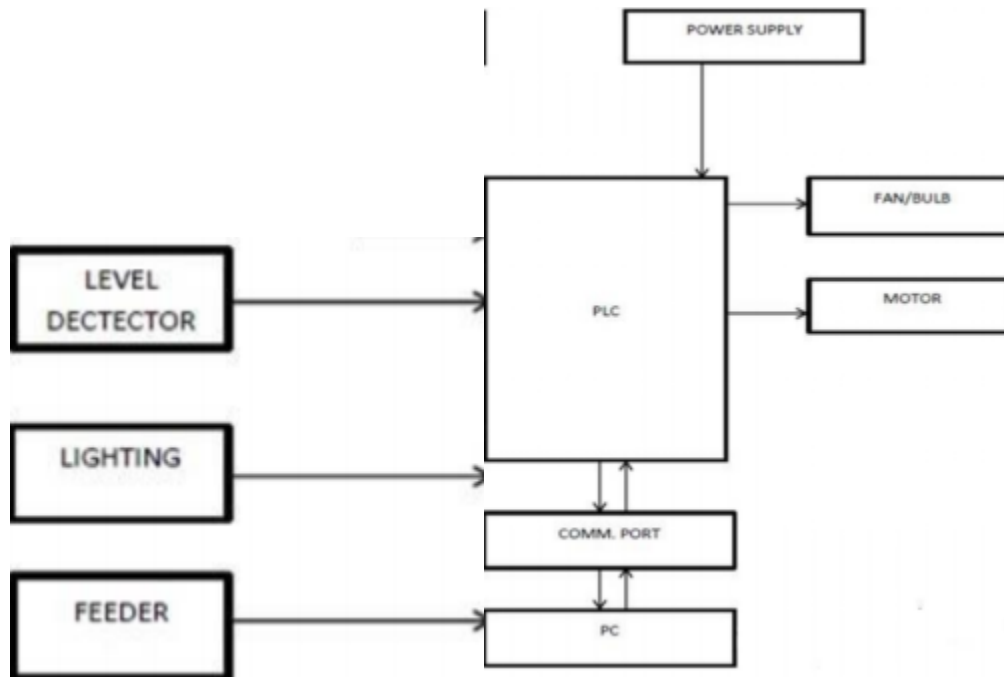 POWER SUPPLY
FAN/BULB
LEVEL
DECTECTOR
PLC
MOTOR
LIGHTING
COMM. PORT
FEEDER
PC